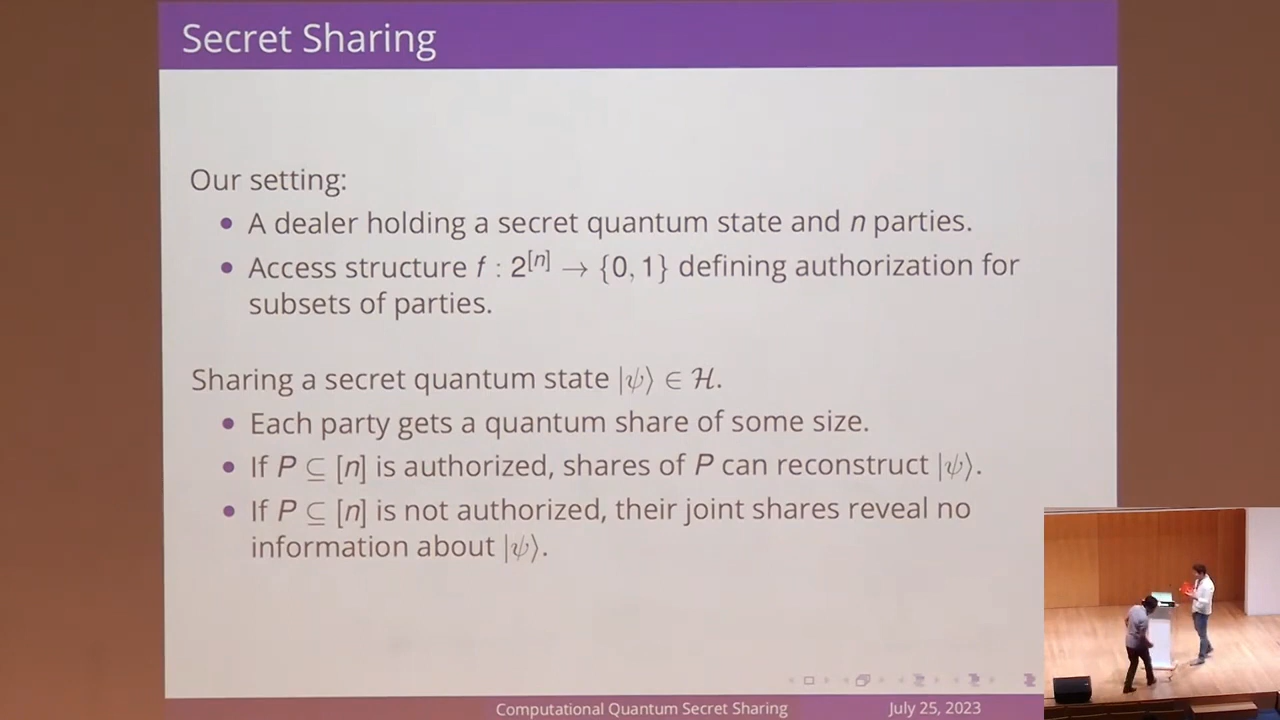 Secret Sharing
Our setting:
• A dealer holding a secret quantum state and n parties.
• Access structure f : 2^{[n]} → {0, 1} defining authorization for
subsets of parties.
Sharing a secret quantum state |ψ⟩ ∈ ℋ.
• Each party gets a quantum share of some size.
• If P ⊆ [n] is authorized, shares of P can reconstruct |ψ⟩.
• If P ⊆ [n] is not authorized, their joint shares reveal no
information about |ψ⟩.
Computational Quantum Secret Sharing
July 25, 2023